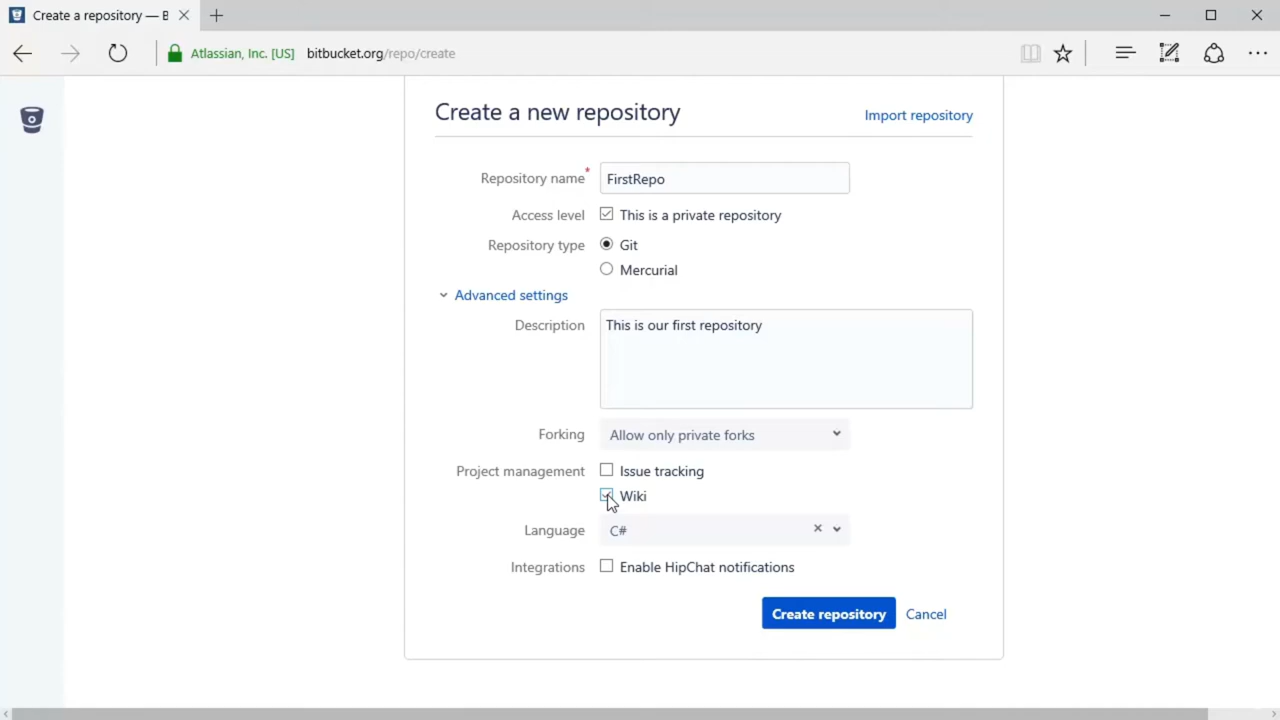 Create a repository — B
Atlassian, Inc. [US] bitbucket.org/repo/create
Create a new repository
Import repository
Repository name*
FirstRepo
Access level
This is a private repository
Repository type
Git
Mercurial
Advanced settings
Description
This is our first repository
Forking
Allow only private forks
Project management
Issue tracking
Wiki
Language
C#
Integrations
Enable HipChat notifications
Create repository
Cancel